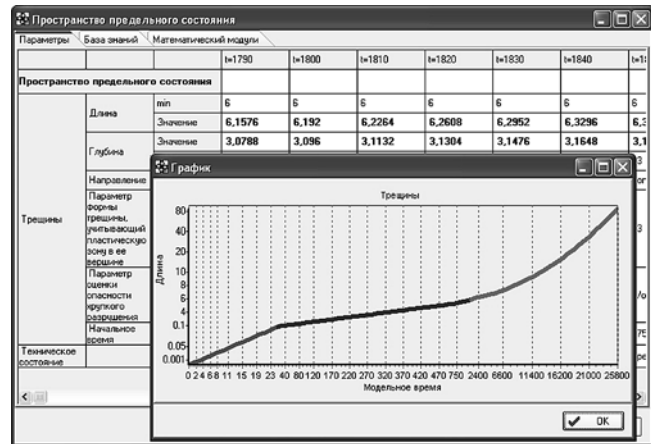 Пространство предельного состояния
Параметры База знаний Математический модули
t=1790 t=1800 t=1810 t=1820 t=1830 t=1840
Пространство предельного состояния
Трещины
Длина
min 6 6 6 6 6 6 6
Значение 6,1576 6,192 6,2264 6,2608 6,2952 6,3296
Глубина
Значение 3,0788 3,096 3,1132 3,1304 3,1476 3,1648
Направление
Параметр
формы
трещины,
учитывающий
пластическую
зону в ее
вершине
Параметр
оценки
опасности
хрупкого
разрушения
Начальное
время
Техническое
состояние
График
Трещины
Длина
80
40
20
10
8
6
4
0.1
0.05
0.001
0 2 4 6 8 11 15 19 23 40 80 120 170 220 270 320 370 420 470 750 2400 6600 11400 16200 21000 25800
Модельное время
OK